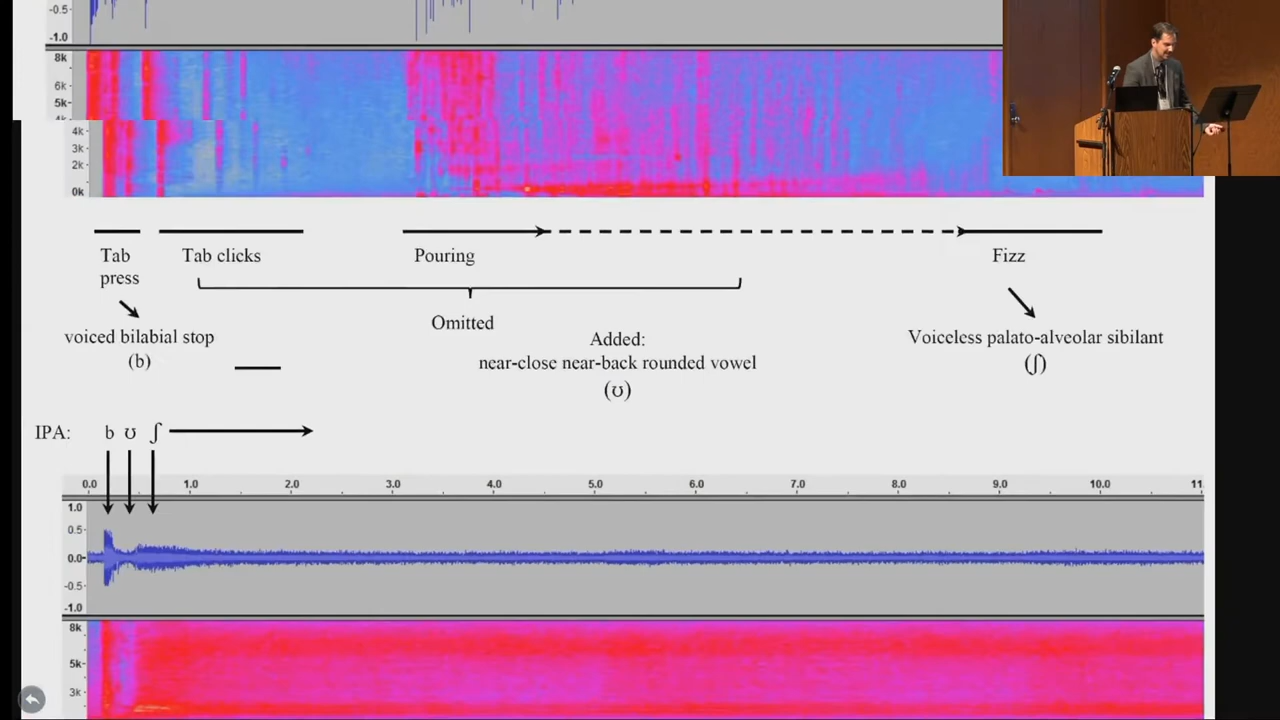 -0.5-
-1.0
8k
6k
5k-
4k-
3k
2k
0k
Tab press
Tab clicks
Pouring
Fizz
Omitted
voiced bilabial stop
(b)
Added:
near-close near-back rounded vowel
(ʊ)
Voiceless palato-alveolar sibilant
(ʃ)
IPA: b ʊ ʃ
0.0 1.0 2.0 3.0 4.0 5.0 6.0 7.0 8.0 9.0 10.0 11.
1.0
0.5-
0.0-
-0.5-
-1.0
8k
5k-
3k-